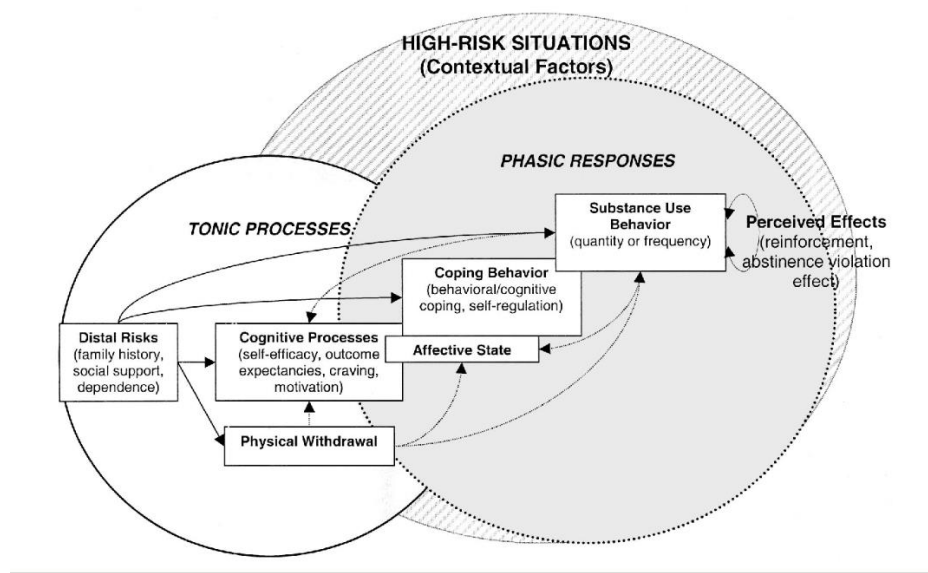 HIGH-RISK SITUATIONS
(Contextual Factors)
PHASIC RESPONSES
TONIC PROCESSES
Substance Use
Behavior
(quantity or frequency)
Perceived Effects
(reinforcement,
abstinence violation
effect)
Coping Behavior
(behavioral/cognitive
coping, self-regulation)
Distal Risks
(family history,
social support,
dependence)
Cognitive Processes
(self-efficacy, outcome
expectancies, craving,
motivation)
Affective State
Physical Withdrawal